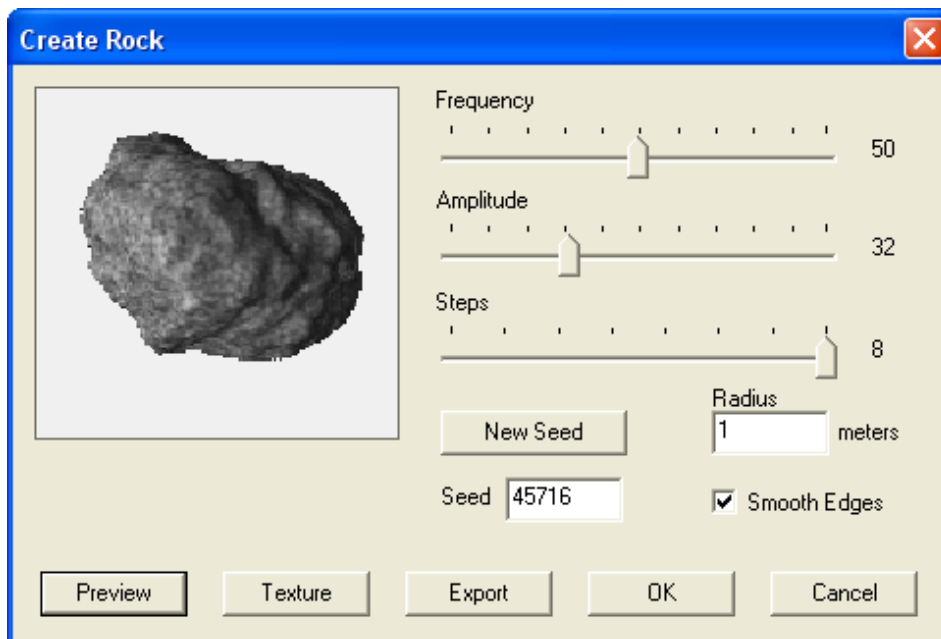 Create Rock
Frequency
50
Amplitude
32
Steps
8
New Seed
Radius
1 meters
Seed 45716
Smooth Edges
Preview Texture Export OK Cancel